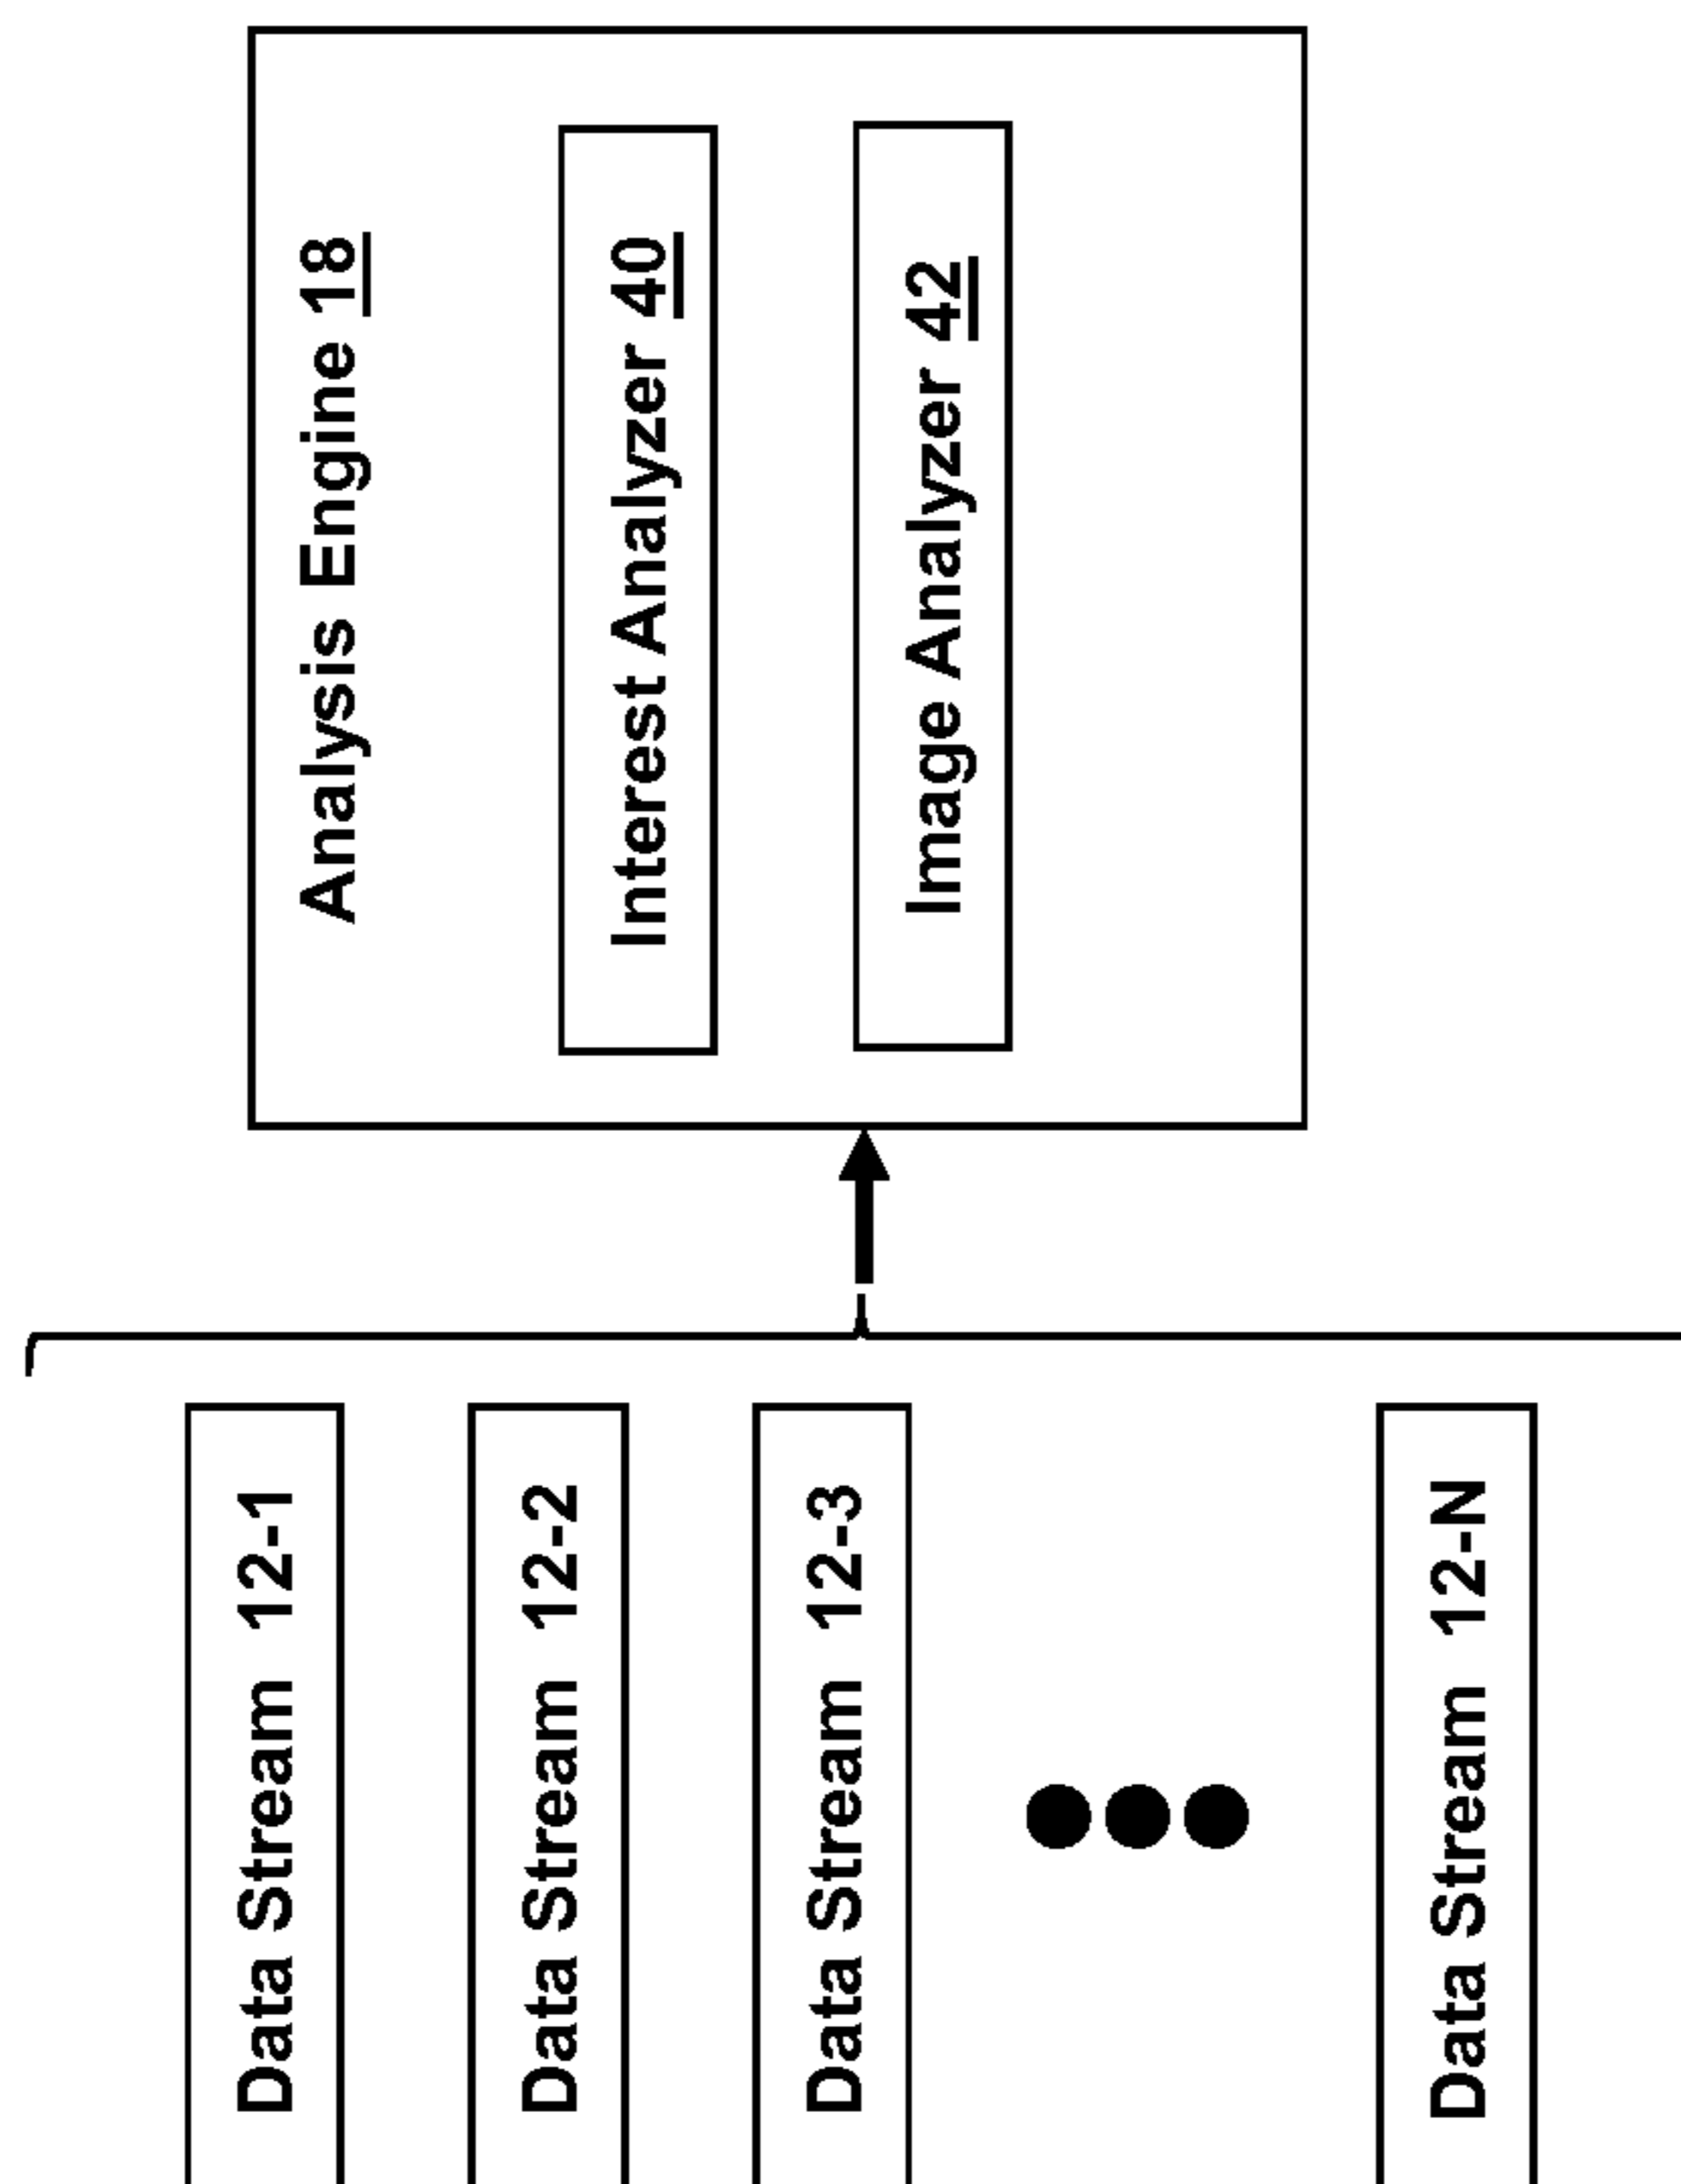 Data Stream 12-1
Data Stream 12-2
Data Stream 12-3
Data Stream 12-N
Analysis Engine 18
Interest Analyzer 40
Image Analyzer 42